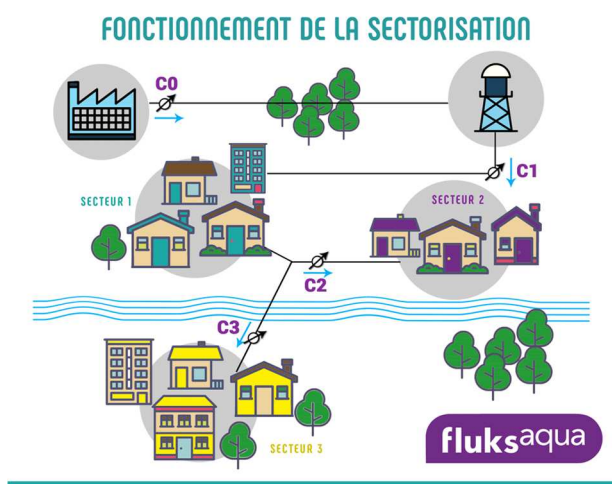 FONCTIONNEMENT DE LA SECTORISATION
C0
C1
SECTEUR 1
SECTEUR 2
C2
C3
SECTEUR 3
fluksaqua